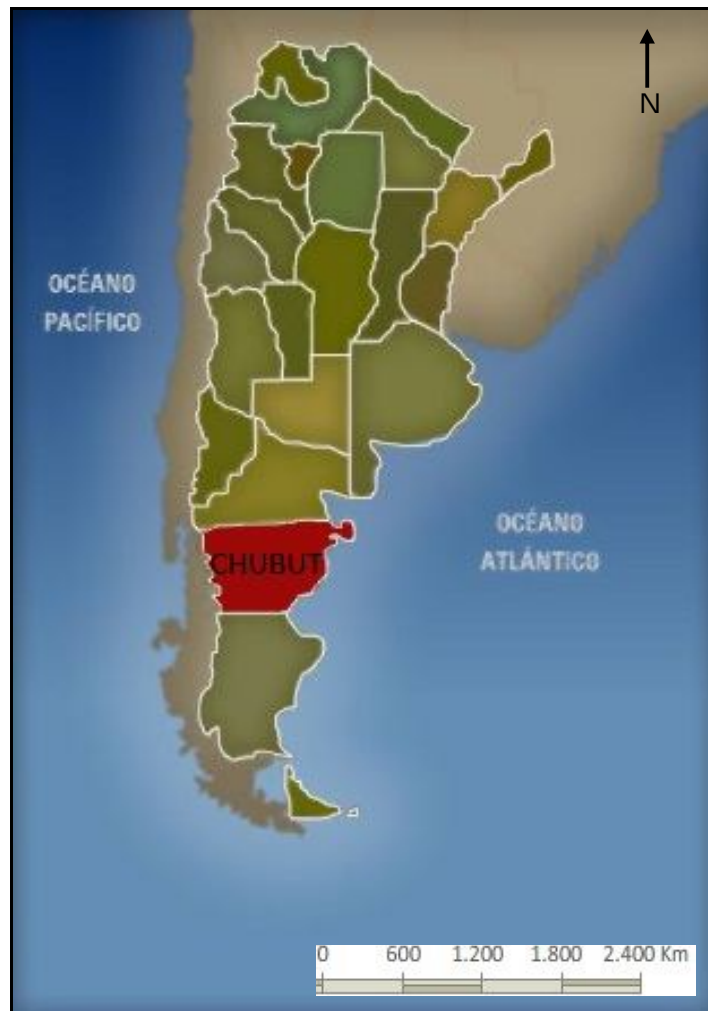 N
OCÉANO
PACÍFICO
OCÉANO
ATLÁNTICO
CHUBUT
0 600 1.200 1.800 2.400 Km